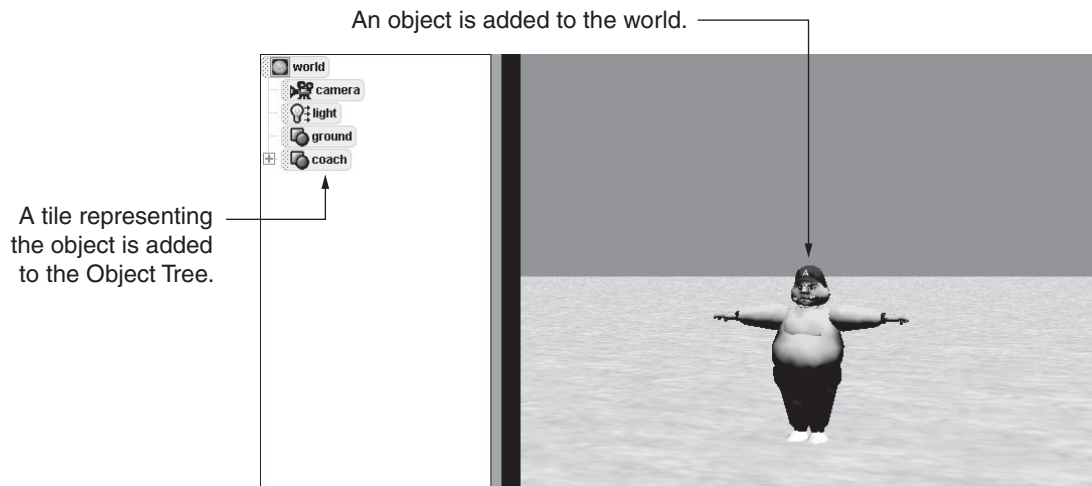 An object is added to the world.
world
camera
light
ground
coach
A tile representing
the object is added
to the Object Tree.
A